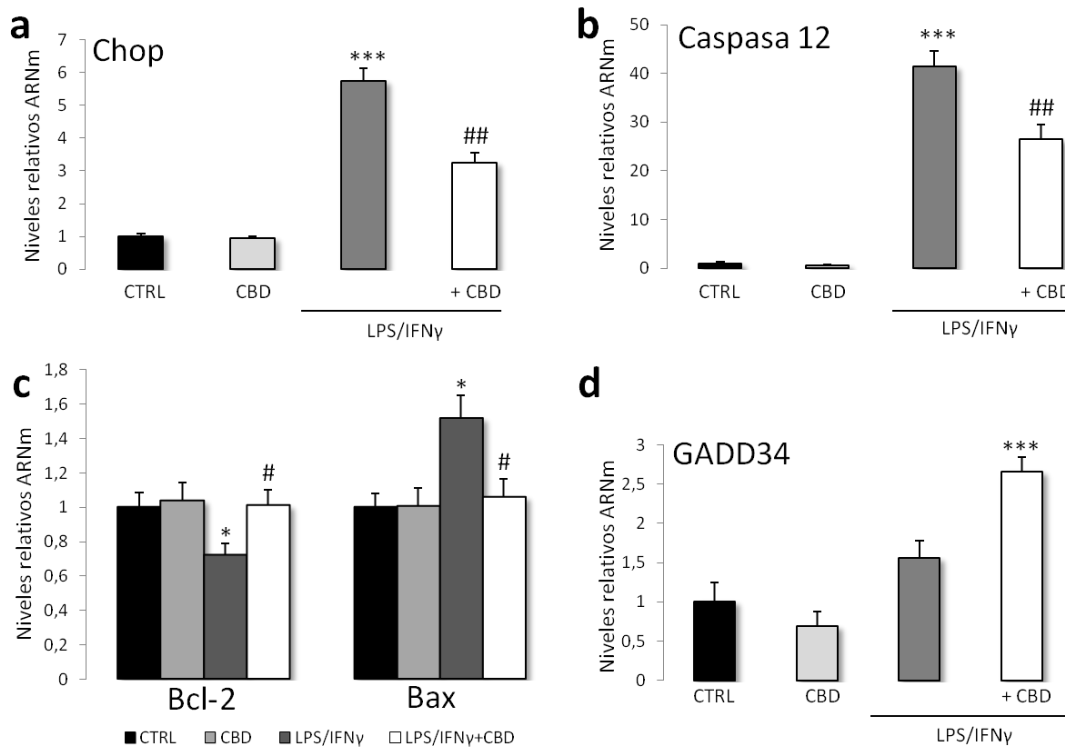 a
Chop
Niveles relativos ARNm
7
6
5
4
3
2
1
0
***
##
CTRL CBD + CBD
LPS/IFNγ
b
Caspasa 12
Niveles relativos ARNm
50
40
30
20
10
0
***
##
CTRL CBD + CBD
LPS/IFNγ
c
Niveles relativos ARNm
1,8
1,6
1,4
1,2
1
0,8
0,6
0,4
0,2
0
*
#
*
#
Bcl-2 Bax
CTRL CBD LPS/IFNγ LPS/IFNγ+CBD
d
GADD34
Niveles relativos ARNm
3
2,5
2
1,5
1
0,5
0
***
CTRL CBD + CBD
LPS/IFNγ